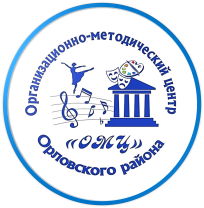 Организационно-методический центр
«ОМЦ»
Орловского района